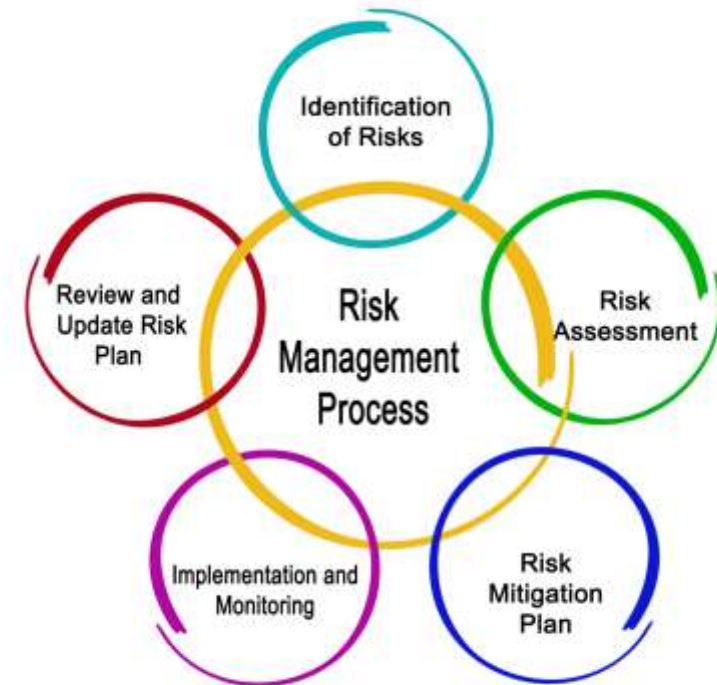 Identification
of Risks
Risk
Assessment
Risk
Mitigation
Plan
Implementation and
Monitoring
Review and
Update Risk
Plan
Risk
Management
Process